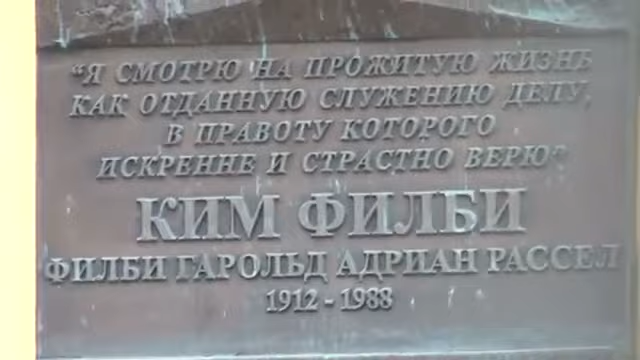 “Я СМОТРЮ НА ПРОЖИТУЮ ЖИЗНЬ
КАК ОТДАННУЮ СЛУЖЕНИЮ ДЕЛУ,
В ПРАВОТУ КОТОРОГО
ИСКРЕННЕ И СТРАСТНО ВЕРЮ”
КИМ ФИЛБИ
ФИЛБИ ГАРОЛЬД АДРИАН РАССЕЛ
1912 - 1988